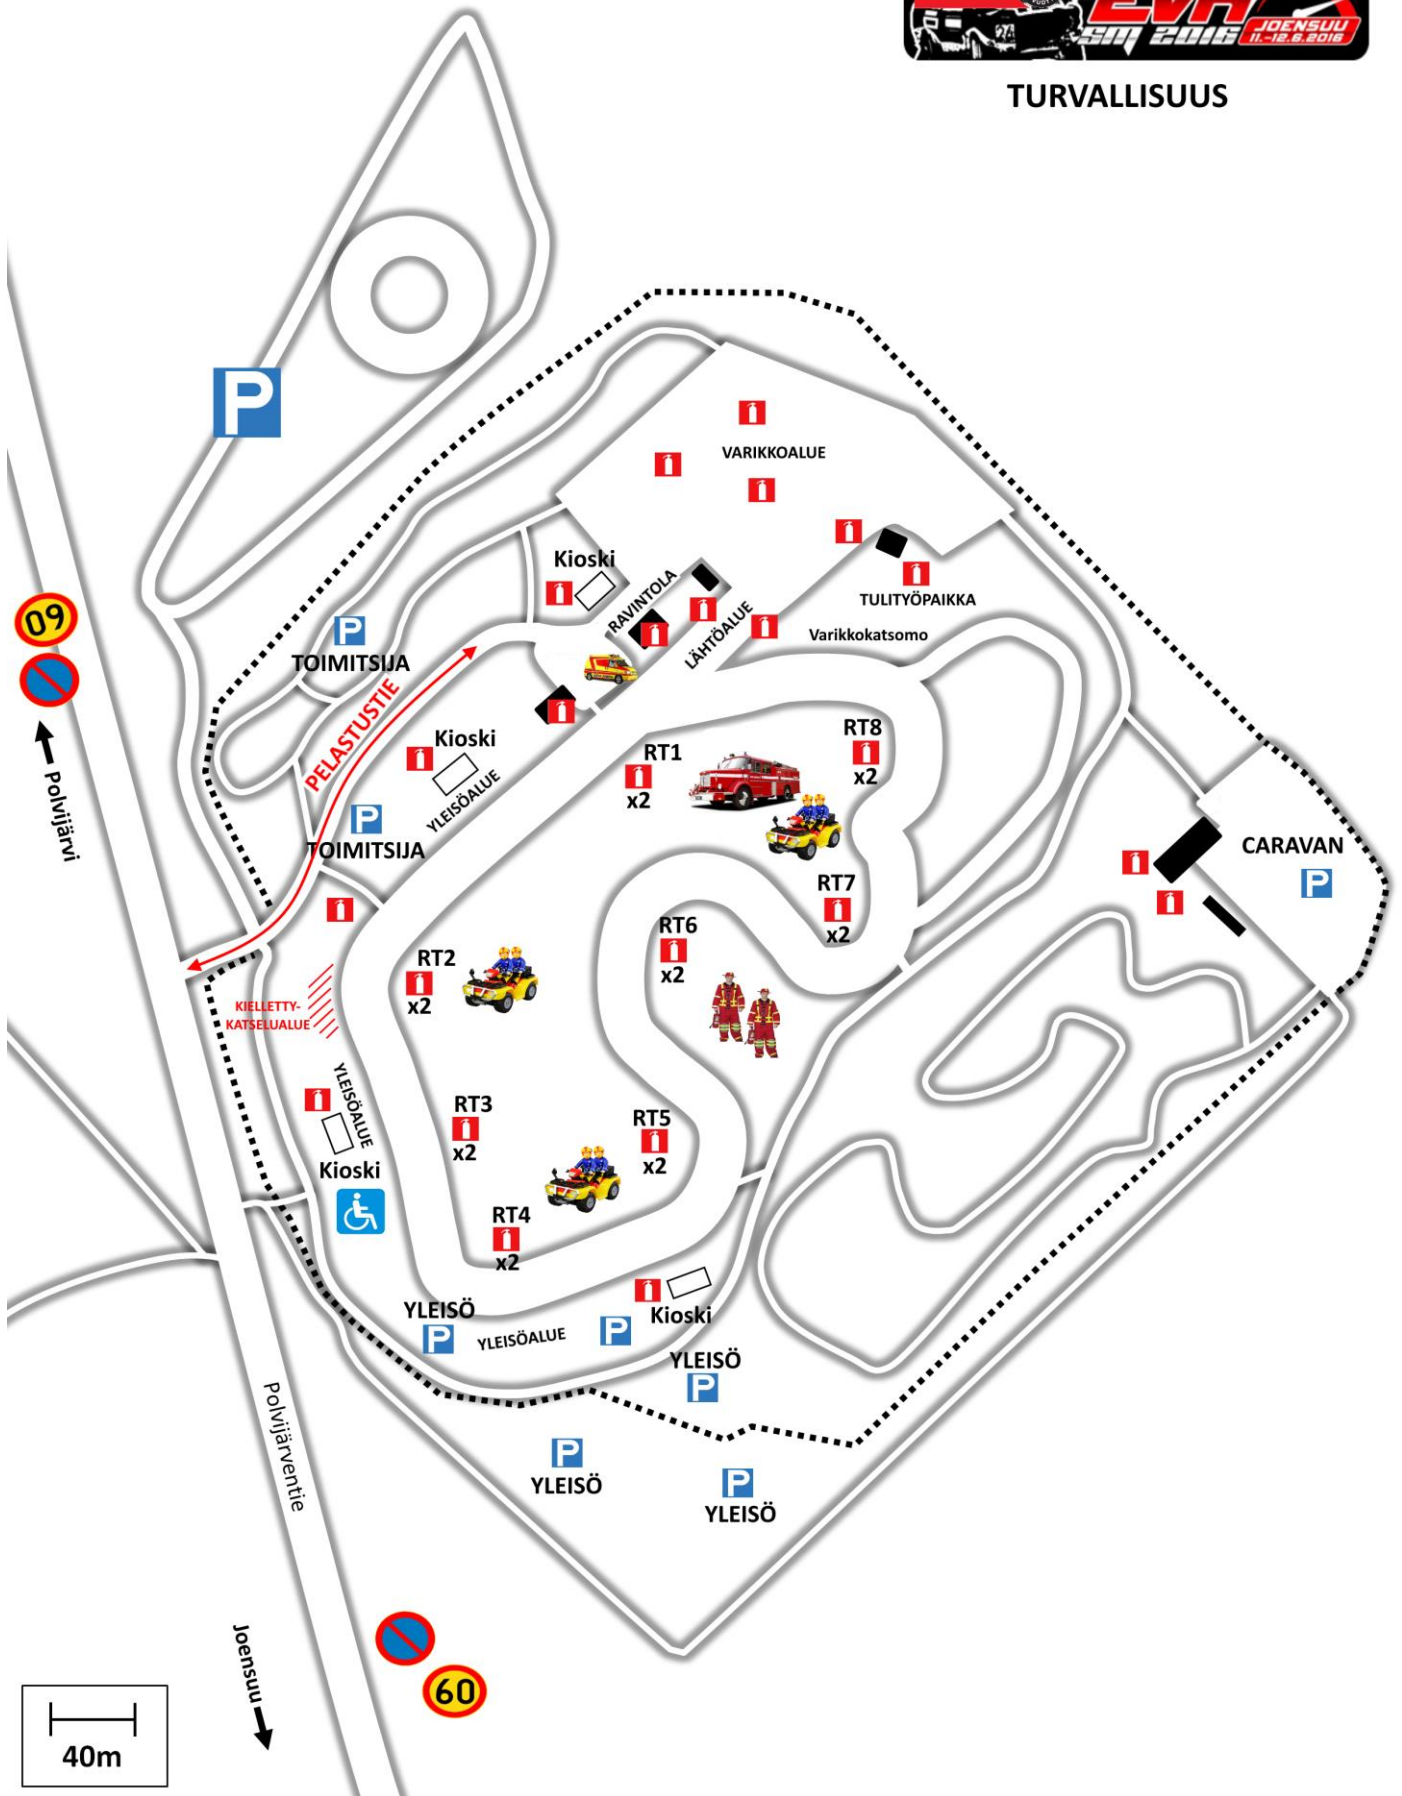 EVK
SM 2016
JOENSUU
11.-12.6.2016
TURVALLISUUS
P
VARIKKOALUE
Kioski
RAVINTOLA
LÄHTÖALUE
TULITYÖPAIKKA
Varikkokatsomo
60
P
TOIMITSIJA
PELASTUSTIE
Polvijärvi
Kioski
YLEISÖALUE
P
TOIMITSIJA
RT1
x2
RT8
x2
CARAVAN
P
RT7
x2
RT6
x2
RT2
x2
KIELLETTY-
KATSELUALUE
YLEISÖALUE
Kioski
RT3
x2
RT5
x2
RT4
x2
YLEISÖ
P
YLEISÖALUE
P
Kioski
YLEISÖ
P
P
YLEISÖ
P
YLEISÖ
Polvijärventie
Joensuu
60
40m